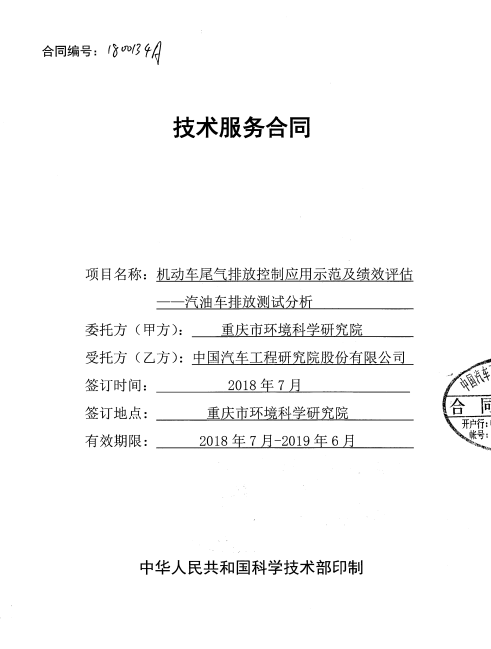 合同编号：180134A
技术服务合同
项目名称：机动车尾气排放控制应用示范及绩效评估
——汽油车排放测试分析
委托方（甲方）：重庆市环境科学研究院
受托方（乙方）：中国汽车工程研究院股份有限公司
签订时间：2018 年 7 月
签订地点：重庆市环境科学研究院
有效期限：2018 年 7 月-2019 年 6 月
中国汽车
合同
开户行:
帐号:
中华人民共和国科学技术部印制